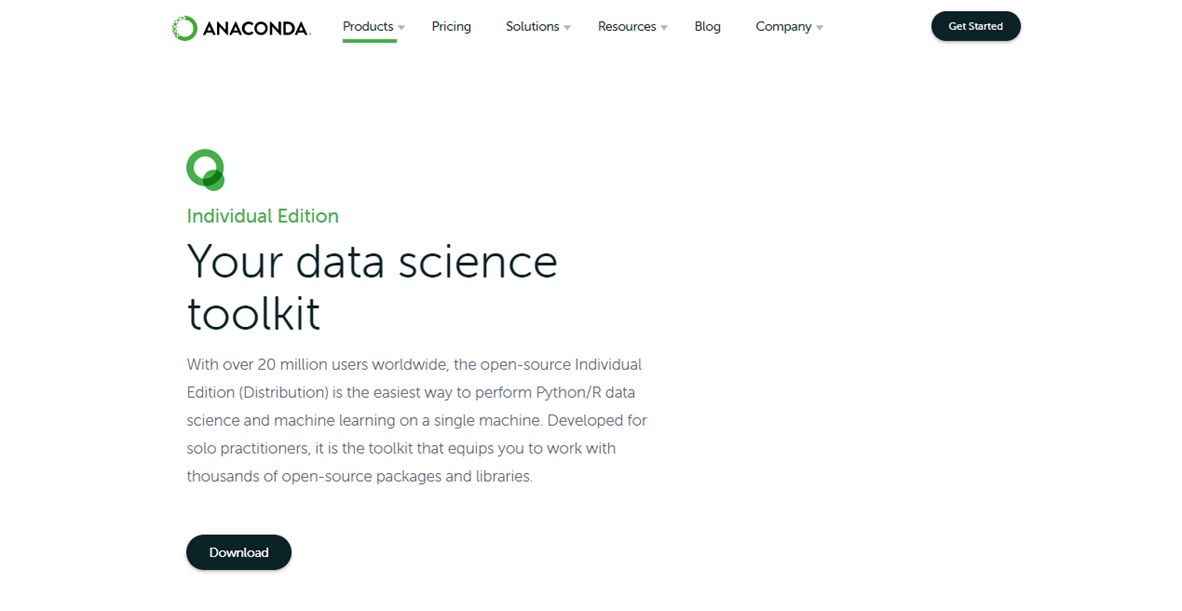 ANACONDA.
Products
Pricing
Solutions
Resources
Blog
Company
Get Started
Individual Edition
Your data science
toolkit
With over 20 million users worldwide, the open-source Individual
Edition (Distribution) is the easiest way to perform Python/R data
science and machine learning on a single machine. Developed for
solo practitioners, it is the toolkit that equips you to work with
thousands of open-source packages and libraries.
Download